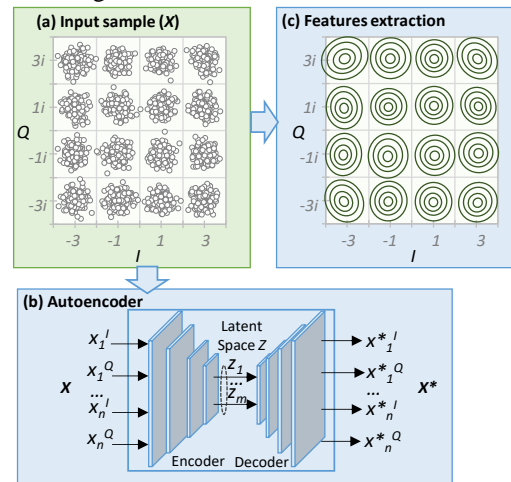 (a) Input sample (X)
3i
1i
Q
-1i
-3i
-3 -1 1 3
I
(c) Features extraction
3i
1i
Q
-1i
-3i
-3 -1 1 3
I
(b) Autoencoder
X
x₁ᴵ
x₁Q
...
xₙᴵ
xₙQ
Latent
Space Z
z₁
...
zₘ
Encoder Decoder
x*₁ᴵ
x*₁Q
...
x*ₙᴵ
x*ₙQ
X*